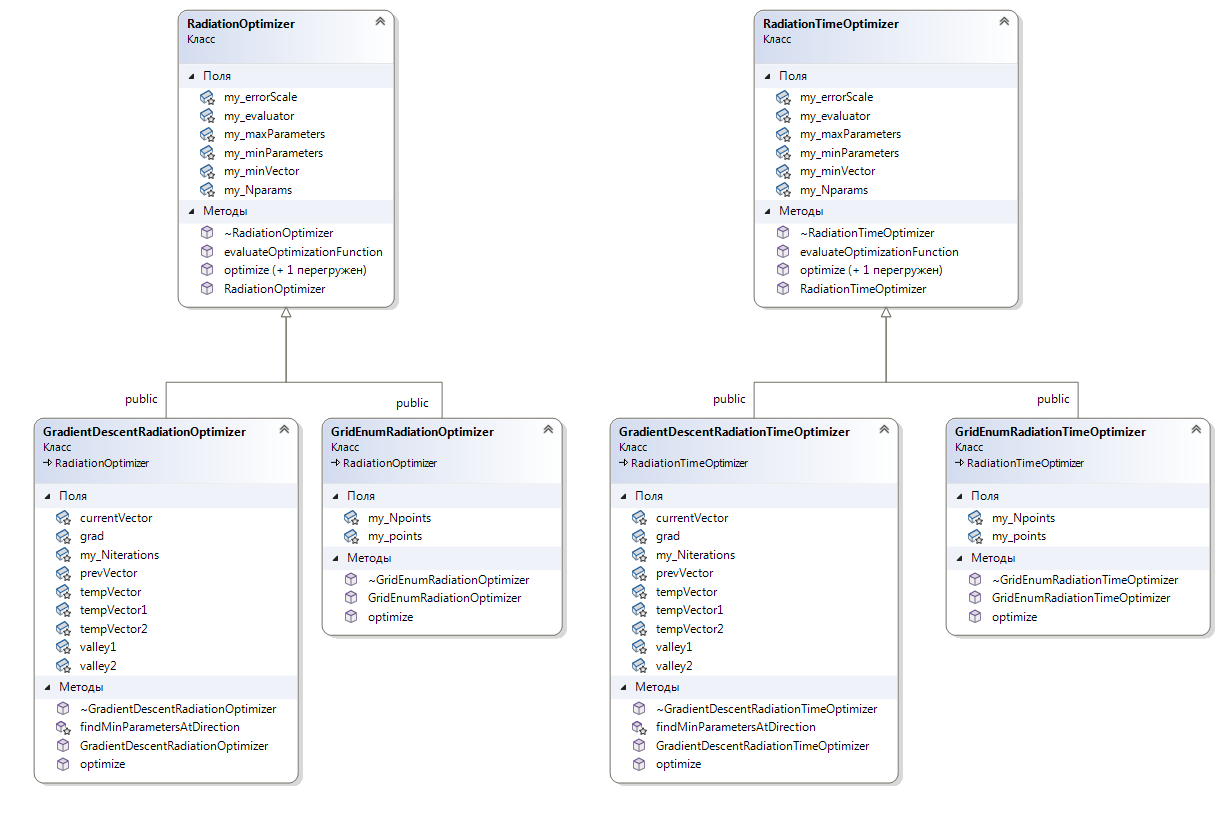 RadiationOptimizer
Класс
Поля
my_errorScale
my_evaluator
my_maxParameters
my_minParameters
my_minVector
my_Nparams
Методы
~RadiationOptimizer
evaluateOptimizationFunction
optimize (+ 1 перегружен)
RadiationOptimizer
RadiationTimeOptimizer
Класс
Поля
my_errorScale
my_evaluator
my_maxParameters
my_minParameters
my_minVector
my_Nparams
Методы
~RadiationTimeOptimizer
evaluateOptimizationFunction
optimize (+ 1 перегружен)
RadiationTimeOptimizer
public
public
public
public
GradientDescentRadiationOptimizer
Класс
RadiationOptimizer
Поля
currentVector
grad
my_Niterations
prevVector
tempVector
tempVector1
tempVector2
valley1
valley2
Методы
~GradientDescentRadiationOptimizer
findMinParametersAtDirection
GradientDescentRadiationOptimizer
optimize
GridEnumRadiationOptimizer
Класс
RadiationOptimizer
Поля
my_Npoints
my_points
Методы
~GridEnumRadiationOptimizer
GridEnumRadiationOptimizer
optimize
GradientDescentRadiationTimeOptimizer
Класс
RadiationTimeOptimizer
Поля
currentVector
grad
my_Niterations
prevVector
tempVector
tempVector1
tempVector2
valley1
valley2
Методы
~GradientDescentRadiationTimeOptimizer
findMinParametersAtDirection
GradientDescentRadiationTimeOptimizer
optimize
GridEnumRadiationTimeOptimizer
Класс
RadiationTimeOptimizer
Поля
my_Npoints
my_points
Методы
~GridEnumRadiationTimeOptimizer
GridEnumRadiationTimeOptimizer
optimize